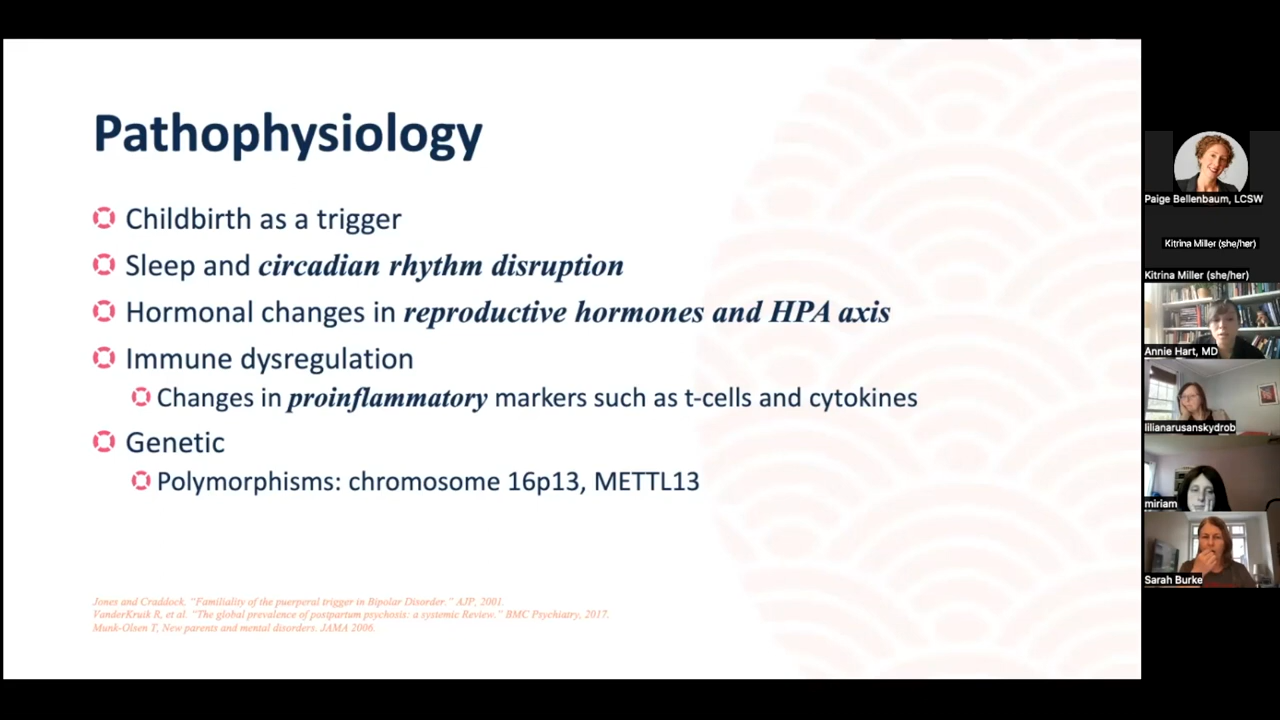 Pathophysiology
Childbirth as a trigger
Sleep and circadian rhythm disruption
Hormonal changes in reproductive hormones and HPA axis
Immune dysregulation
Changes in proinflammatory markers such as t-cells and cytokines
Genetic
Polymorphisms: chromosome 16p13, METTL13
Jones and Craddock. "Familiality of the puerperal trigger in Bipolar Disorder." AJP, 2001.
VanderKruik R, et al. "The global prevalence of postpartum psychosis: a systemic Review." BMC Psychiatry, 2017.
Munk-Olsen T, New parents and mental disorders. JAMA 2006.
Paige Bellenbaum, LCSW
Kitrina Miller (she/her)
Kitrina Miller (she/her)
Annie Hart, MD
lilianarusanskydrob
miriam
Sarah Burke